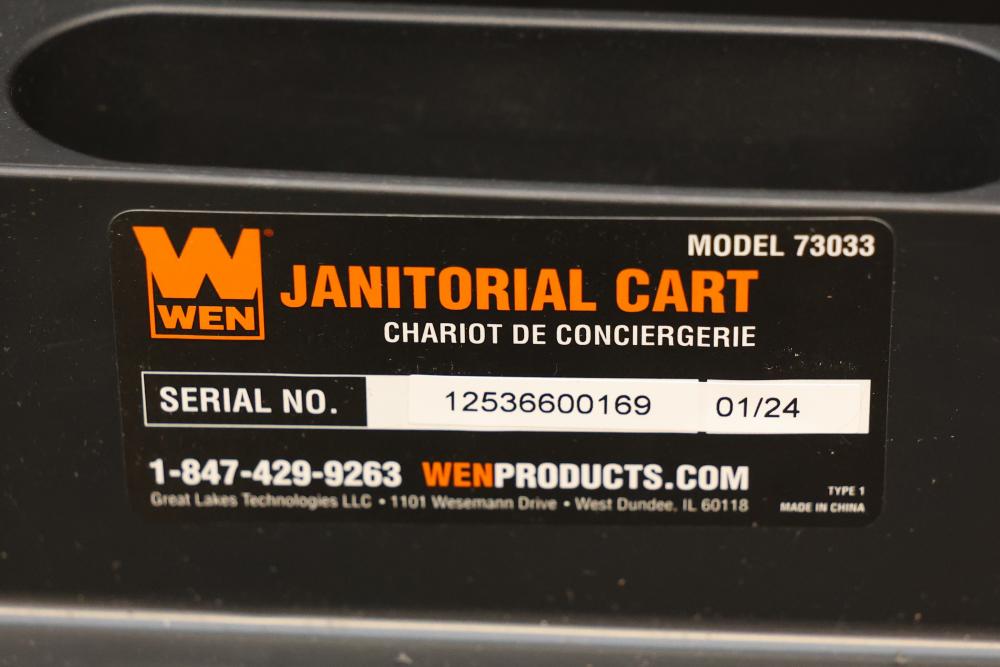 WEN
MODEL 73033
JANITORIAL CART
CHARIOT DE CONCIERGERIE
SERIAL NO. 12536600169 01/24
1-847-429-9263 WENPRODUCTS.COM
Great Lakes Technologies LLC • 1101 Wesemann Drive • West Dundee, IL 60118
TYPE 1
MADE IN CHINA